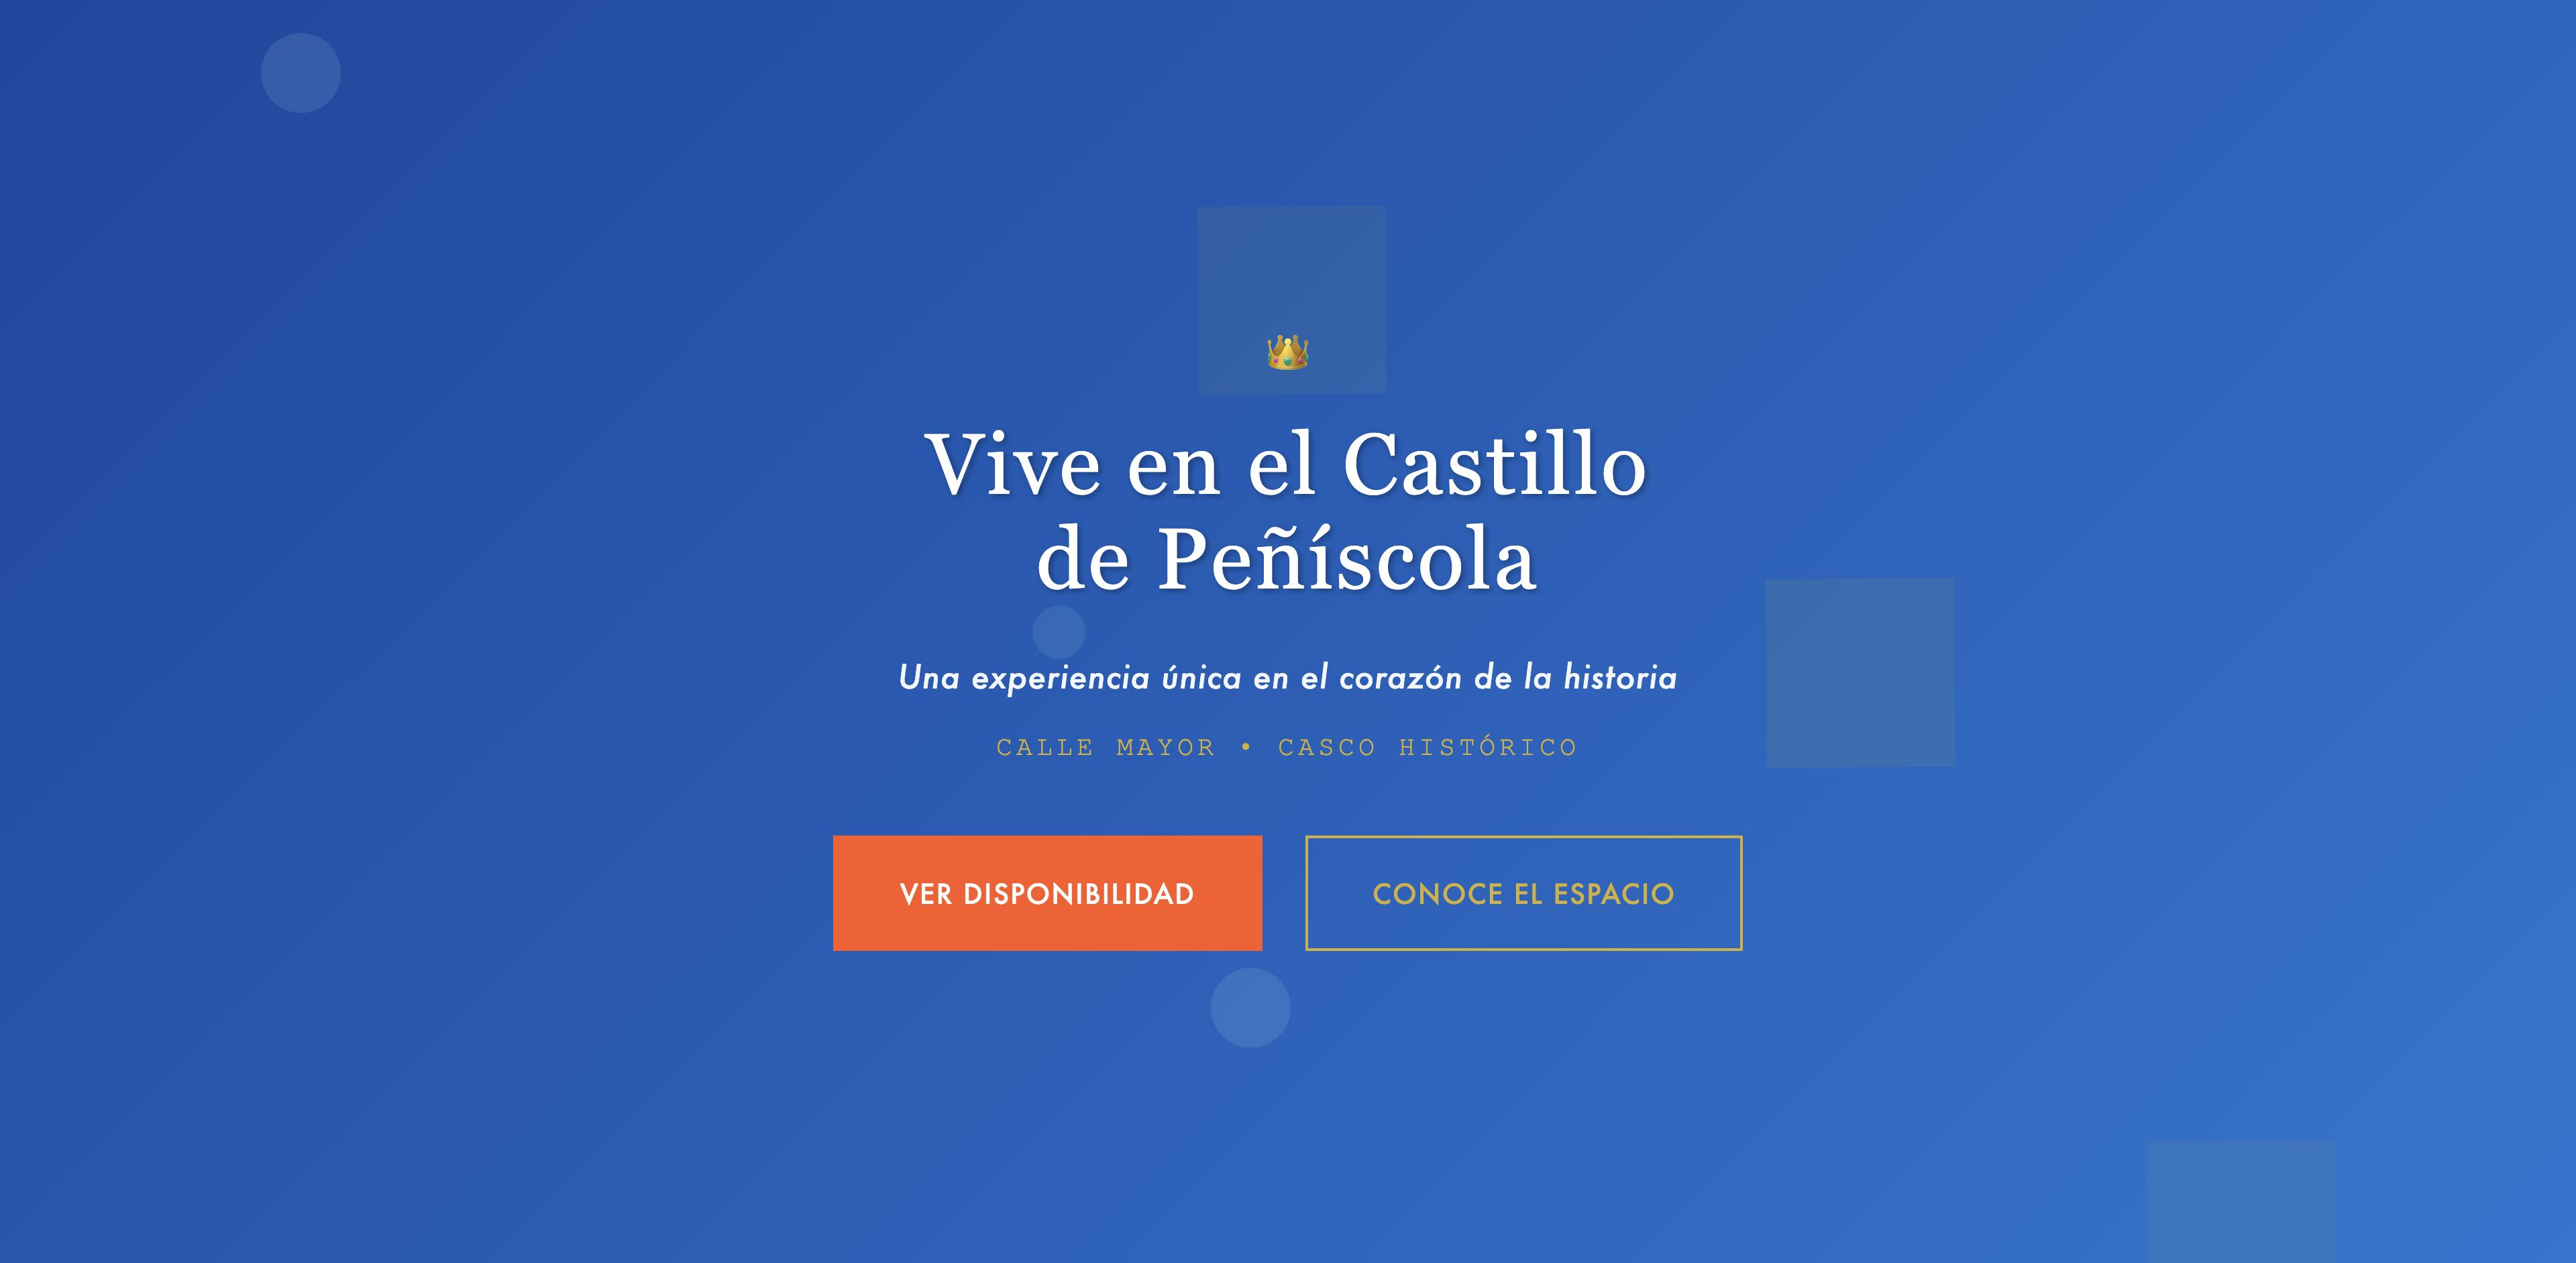 Vive en el Castillo
de Peñíscola
Una experiencia única en el corazón de la historia
CALLE MAYOR • CASCO HISTÓRICO
VER DISPONIBILIDAD
CONOCE EL ESPACIO